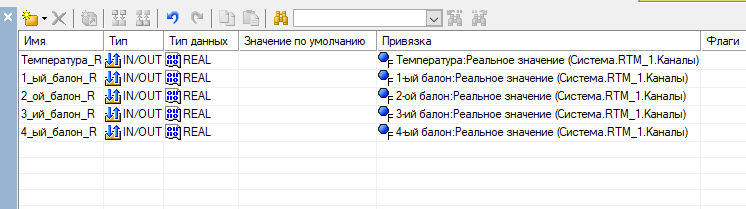 Имя Тип Тип данных Значение по умолчанию Привязка Флаги
Температура_R IN/OUT REAL Температура:Реальное значение (Система.RTM_1.Каналы)
1_ый_балон_R IN/OUT REAL 1-ый балон:Реальное значение (Система.RTM_1.Каналы)
2_ой_балон_R IN/OUT REAL 2-ой балон:Реальное значение (Система.RTM_1.Каналы)
3_ий_балон_R IN/OUT REAL 3-ий балон:Реальное значение (Система.RTM_1.Каналы)
4_ый_балон_R IN/OUT REAL 4-ый балон:Реальное значение (Система.RTM_1.Каналы)